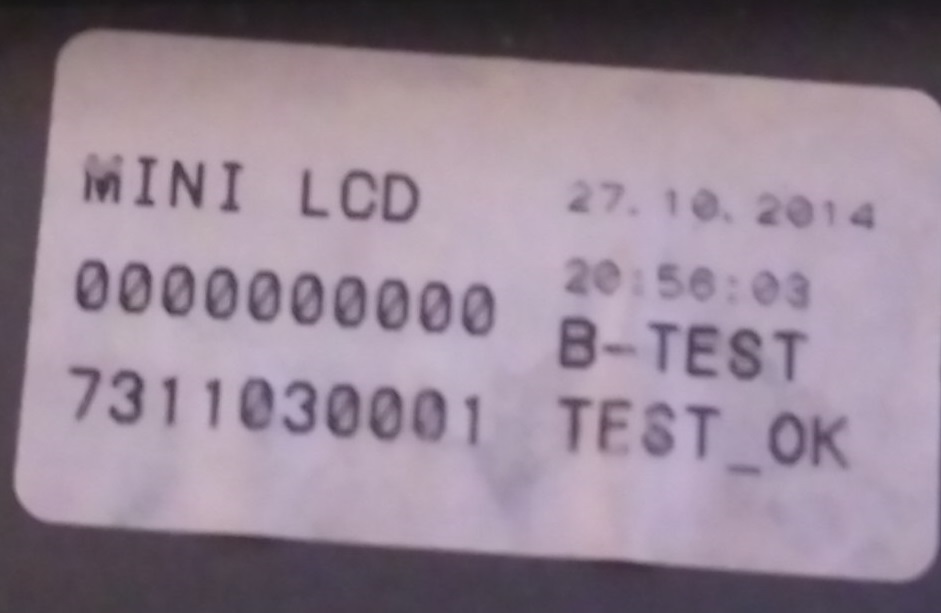 MINI LCD
0000000000
7311030001
27.10.2014
20:56:03
B-TEST
TEST_OK